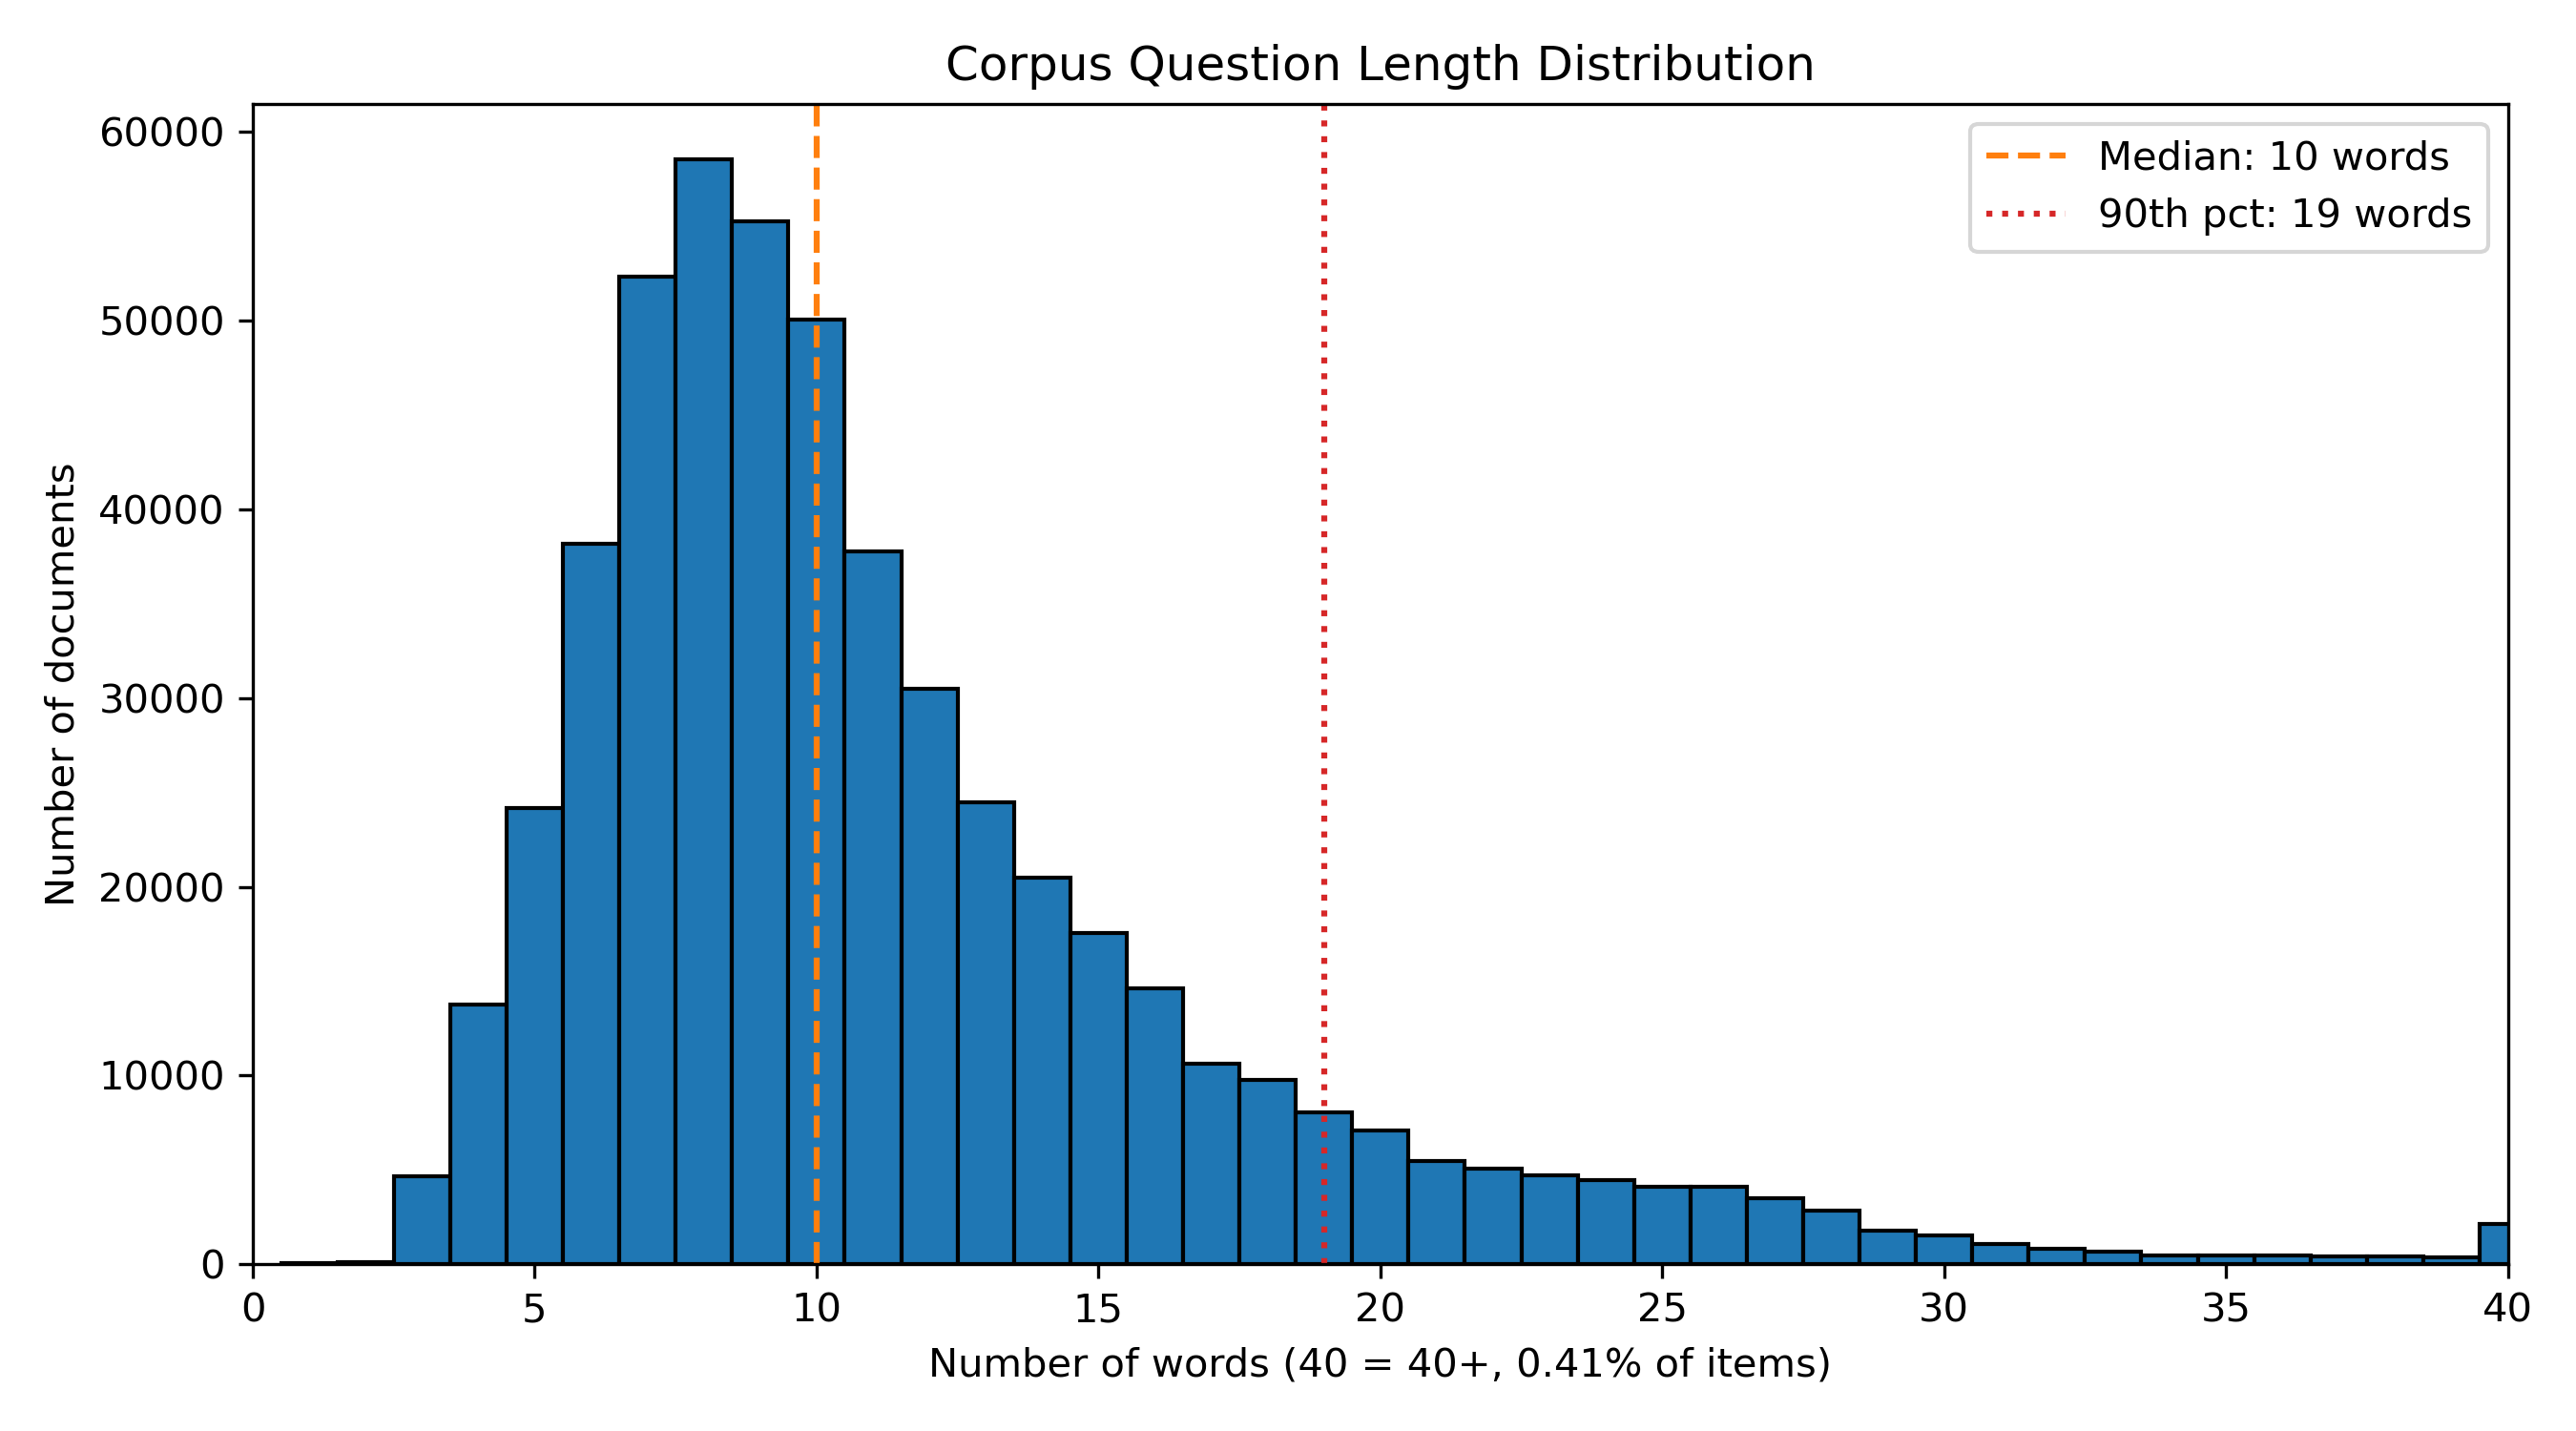 Corpus Question Length Distribution
60000
50000
40000
30000
20000
10000
0
Number of documents
Median: 10 words
90th pct: 19 words
0 5 10 15 20 25 30 35 40
Number of words (40 = 40+, 0.41% of items)